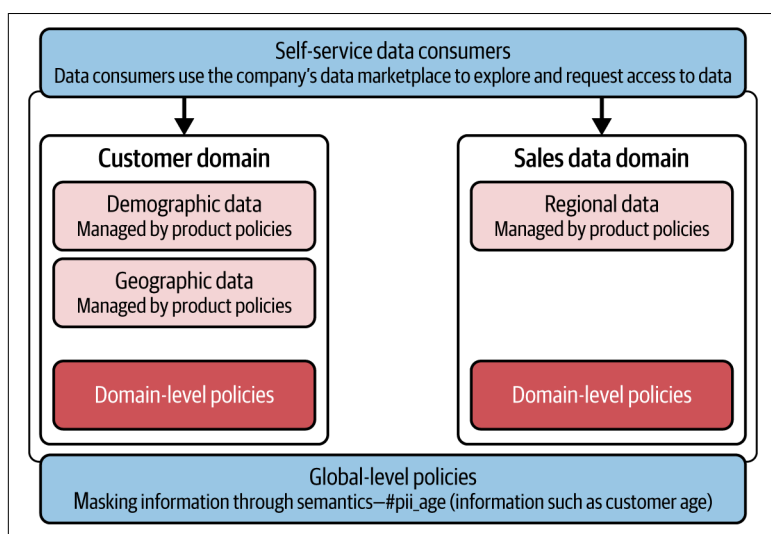 Self-service data consumers
Data consumers use the company's data marketplace to explore and request access to data
Customer domain
Demographic data
Managed by product policies
Geographic data
Managed by product policies
Domain-level policies
Sales data domain
Regional data
Managed by product policies
Domain-level policies
Global-level policies
Masking information through semantics—#pii_age (information such as customer age)